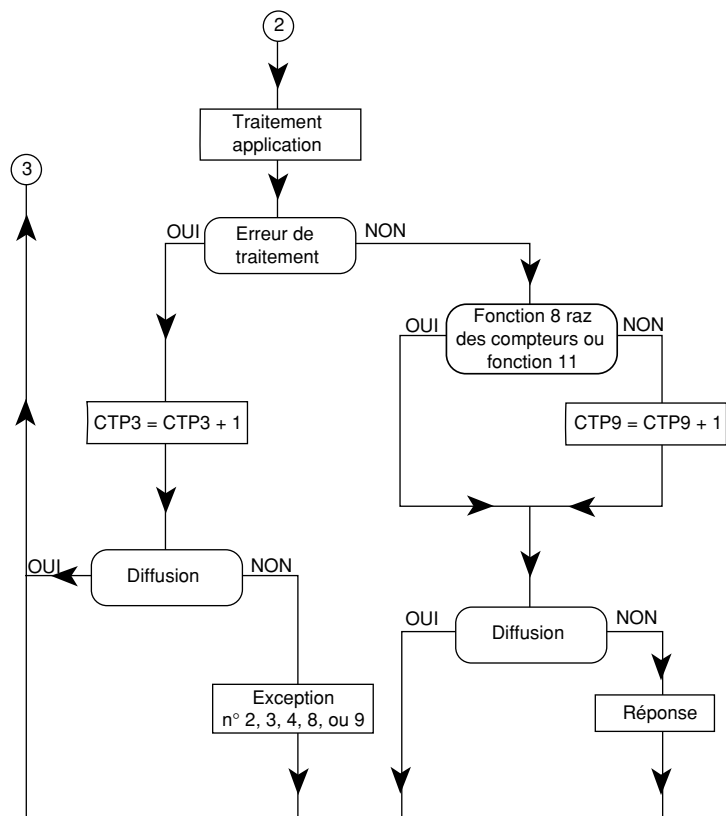 2
Traitement
application
3
OUI
Erreur de
traitement
NON
OUI
Fonction 8 raz
des compteurs ou
fonction 11
NON
CTP3 = CTP3 + 1
CTP9 = CTP9 + 1
OUI
Diffusion
NON
OUI
Diffusion
NON
Exception
n° 2, 3, 4, 8, ou 9
Réponse